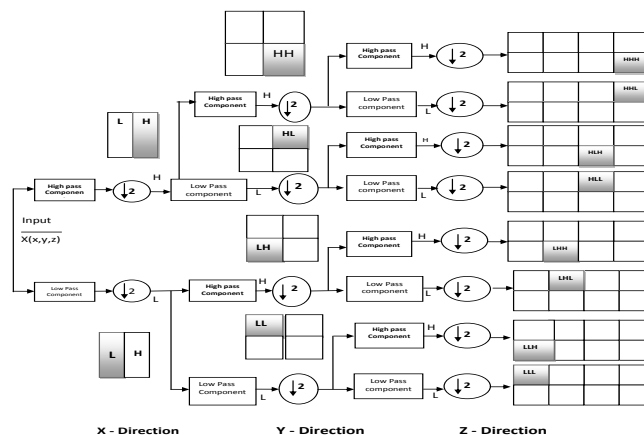 H
HH
High pass
Component
↓2
HHH
High pass
Component
H
↓2
Low Pass
component
L
↓2
HHL
L H
HL
High pass
Component
H
↓2
HLH
High pass
Componen
↓2
H
Low Pass
component
L
↓2
Low Pass
component
L
↓2
HLL
Input
X(x,y,z)
LH
High pass
Component
H
↓2
LHH
Low Pass
Component
↓2
L
High pass
Component
H
↓2
Low Pass
component
L
↓2
LHL
L H
LL
High pass
Component
H
↓2
LLH
Low Pass
Component
L
↓2
Low Pass
component
L
↓2
LLL
X - Direction
Y - Direction
Z - Direction